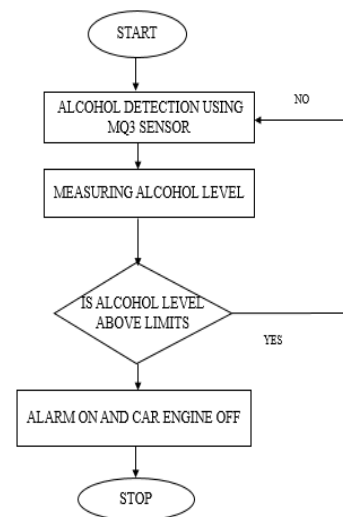 START
ALCOHOL DETECTION USING
MQ3 SENSOR
NO
MEASURING ALCOHOL LEVEL
IS ALCOHOL LEVEL
ABOVE LIMITS
YES
ALARM ON AND CAR ENGINE OFF
STOP